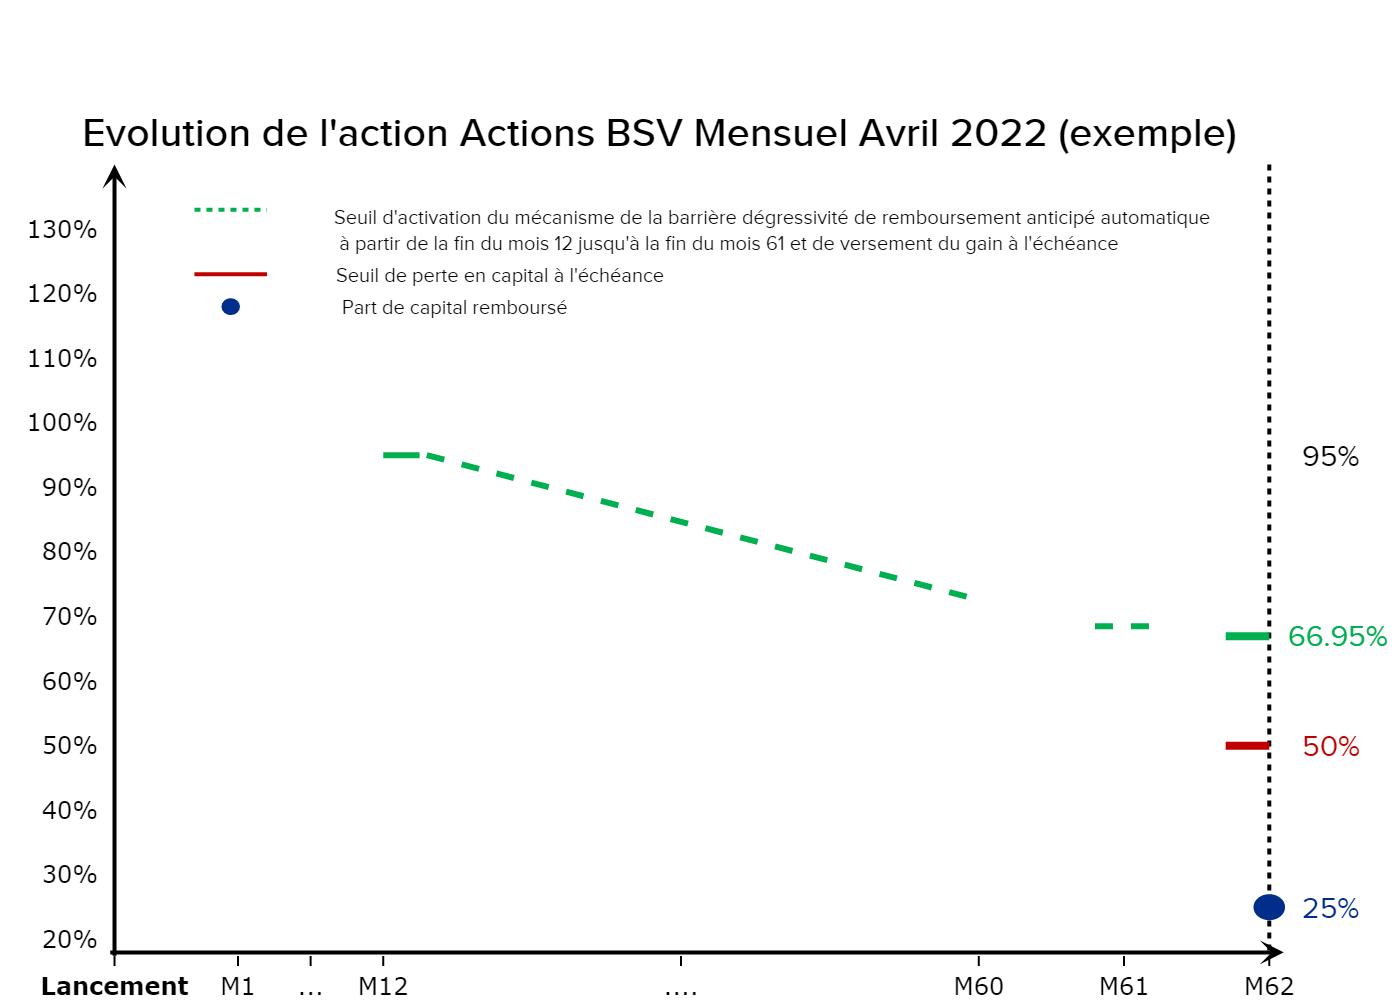 Evolution de l'action Actions BSV Mensuel Avril 2022 (exemple)
Seuil d'activation du mécanisme de la barrière dégressivité de remboursement anticipé automatique
à partir de la fin du mois 12 jusqu'à la fin du mois 61 et de versement du gain à l'échéance
Seuil de perte en capital à l'échéance
Part de capital remboursé
130%
120%
110%
100%
90%
80%
70%
60%
50%
40%
30%
20%
95%
66.95%
50%
25%
Lancement M1 ... M12 .... M60 M61 M62